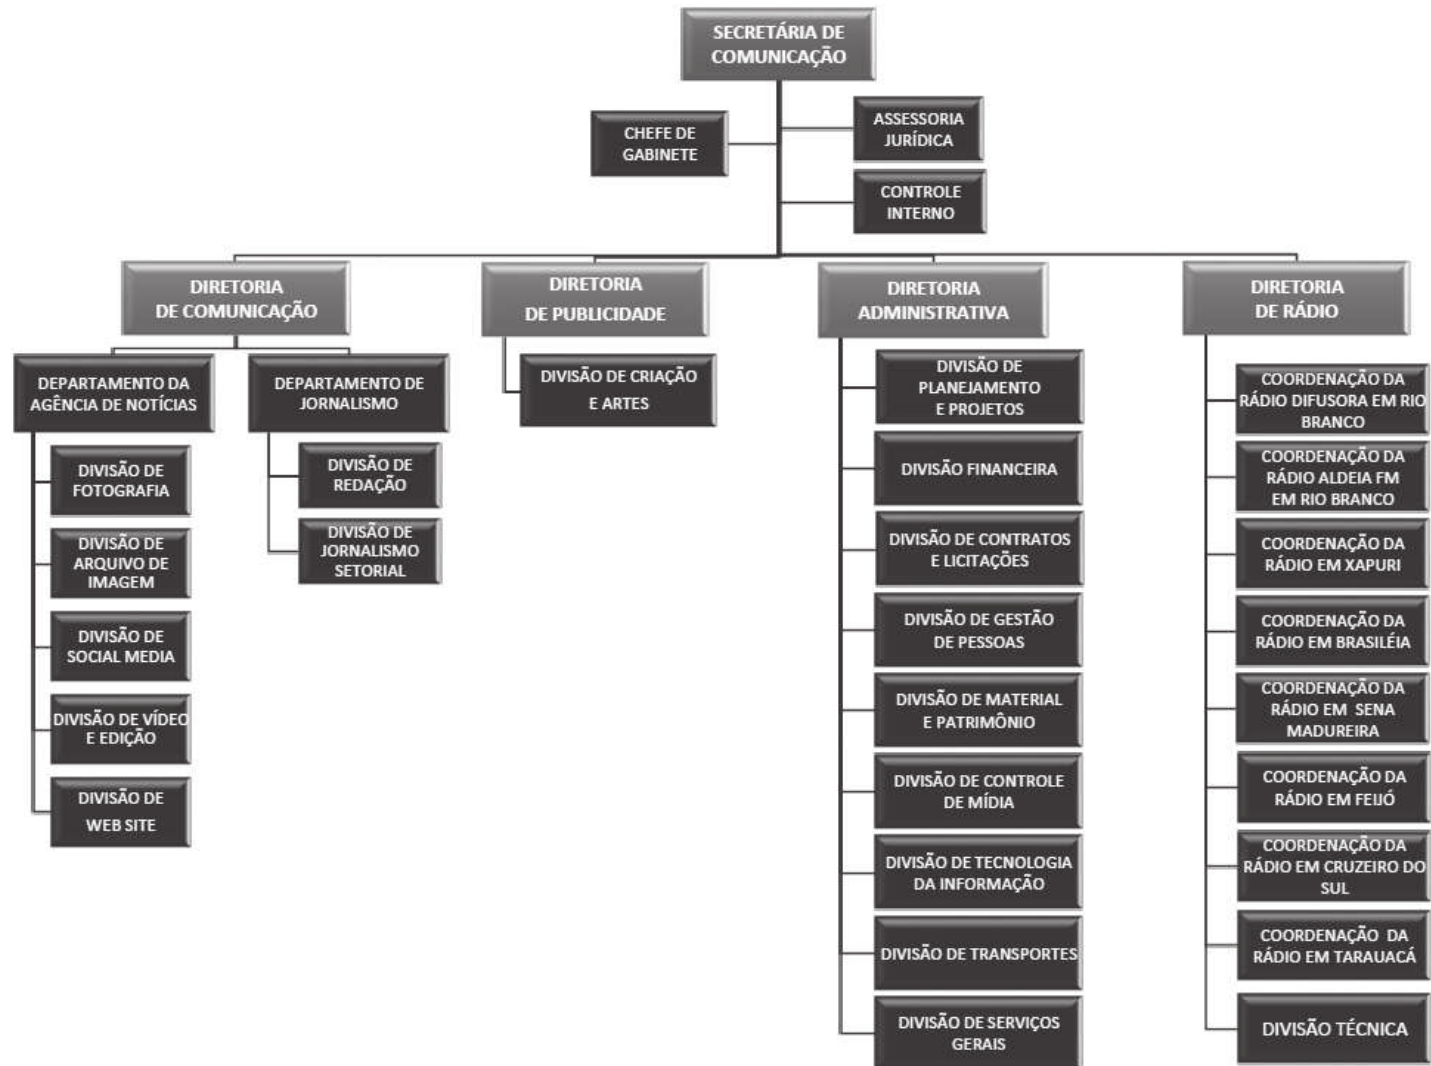 SECRETÁRIA DE
COMUNICAÇÃO
CHEFE DE
GABINETE
ASSESSORIA
JURÍDICA
CONTROLE
INTERNO
DIRETORIA
DE COMUNICAÇÃO
DIRETORIA
DE PUBLICIDADE
DIRETORIA
ADMINISTRATIVA
DIRETORIA
DE RÁDIO
DEPARTAMENTO DA
AGÊNCIA DE NOTÍCIAS
DIVISÃO DE
FOTOGRAFIA
DIVISÃO DE
ARQUIVO DE
IMAGEM
DIVISÃO DE
SOCIAL MEDIA
DIVISÃO DE VÍDEO
E EDIÇÃO
DIVISÃO DE
WEB SITE
DEPARTAMENTO DE
JORNALISMO
DIVISÃO DE
REDAÇÃO
DIVISÃO DE
JORNALISMO
SETORIAL
DIVISÃO DE CRIAÇÃO
E ARTES
DIVISÃO DE
PLANEJAMENTO
E PROJETOS
DIVISÃO FINANCEIRA
DIVISÃO DE CONTRATOS
E LICITAÇÕES
DIVISÃO DE GESTÃO
DE PESSOAS
DIVISÃO DE MATERIAL
E PATRIMÔNIO
DIVISÃO DE CONTROLE
DE MÍDIA
DIVISÃO DE TECNOLOGIA
DA INFORMAÇÃO
DIVISÃO DE TRANSPORTES
DIVISÃO DE SERVIÇOS
GERAIS
COORDENAÇÃO DA
RÁDIO DIFUSORA EM RIO
BRANCO
COORDENAÇÃO DA
RÁDIO ALDEIA FM
EM RIO BRANCO
COORDENAÇÃO DA
RÁDIO EM XAPURI
COORDENAÇÃO DA
RÁDIO EM BRASILÉIA
COORDENAÇÃO DA
RÁDIO EM SENA
MADUREIRA
COORDENAÇÃO DA
RÁDIO EM FEIJÓ
COORDENAÇÃO DA
RÁDIO EM CRUZEIRO DO
SUL
COORDENAÇÃO DA
RÁDIO EM TARAUACÁ
DIVISÃO TÉCNICA